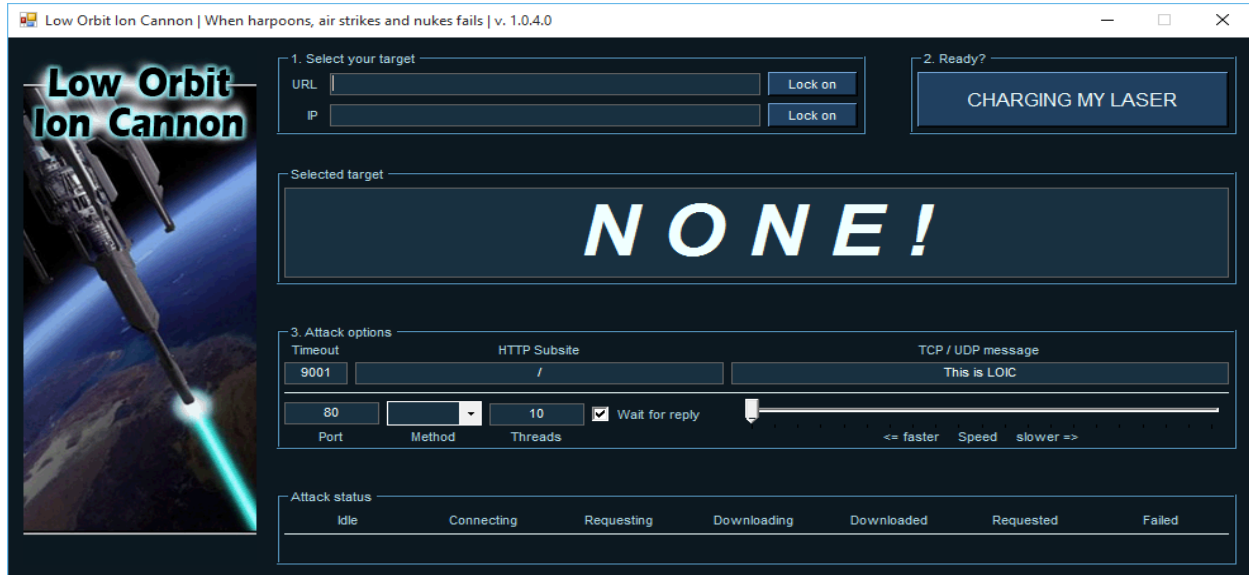 Low Orbit Ion Cannon | When harpoons, air strikes and nukes fails | v. 1.0.4.0
Low Orbit
Ion Cannon
1. Select your target
URL
Lock on
IP
Lock on
2. Ready?
CHARGING MY LASER
Selected target
N O N E !
3. Attack options
Timeout HTTP Subsite TCP / UDP message
9001 / This is LOIC
80 10 Wait for reply
Port Method Threads <= faster Speed slower =>
Attack status
Idle Connecting Requesting Downloading Downloaded Requested Failed